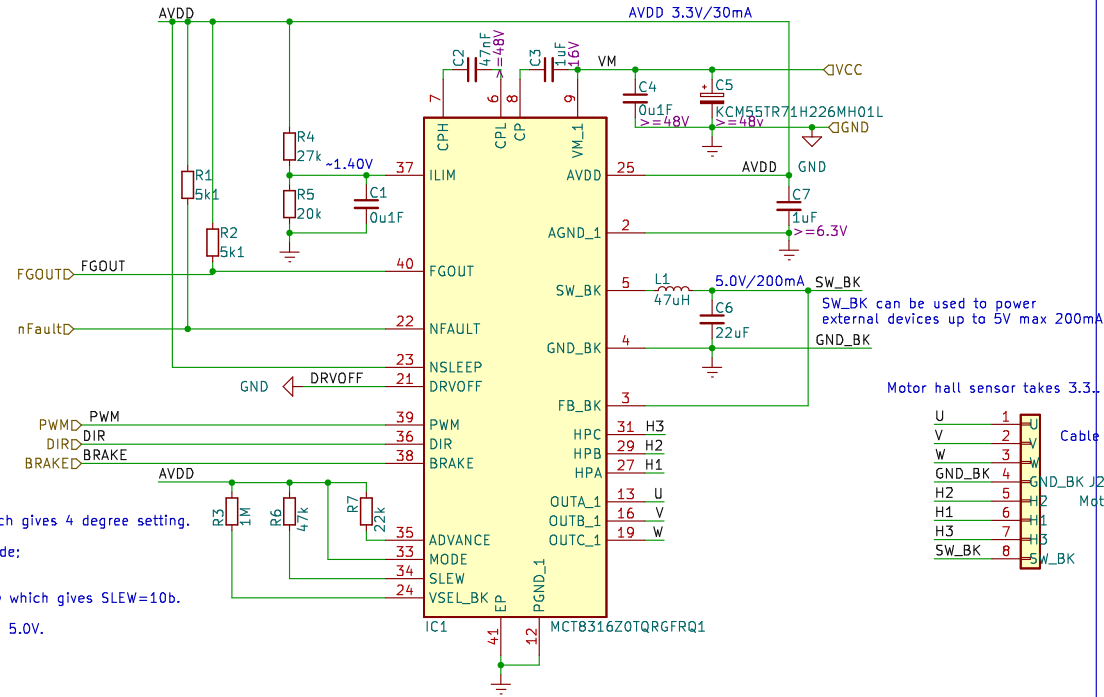 AVDD
AVDD 3.3V/30mA
C2
47nF
>=48V
C3
1uF
16V
VM
VCC
C4
0u1F
>=48V
C5
KCM55TR71H226MH01L
>=48v
GND
7
6
8
9
CPH
CPL
CP
VM_1
R4
27k
~1.40V
37
ILIM
AVDD
25
AVDD
GND
R1
5k1
R5
20k
C1
0u1F
C7
1uF
>=6.3V
R2
5k1
AGND_1
2
FGOUT
FGOUT
40
FGOUT
SW_BK
5
L1
47uH
5.0V/200mA
SW_BK
SW_BK can be used to power
external devices up to 5V max 200mA
C6
22uF
nFault
22
NFAULT
GND_BK
4
GND_BK
23
NSLEEP
GND
DRVOFF
21
DRVOFF
Motor hall sensor takes 3.3..
FB_BK
3
PWM
PWM
39
PWM
DIR
DIR
36
DIR
BRAKE
BRAKE
38
BRAKE
HPC
31
H3
HPB
29
H2
HPA
27
H1
U
1
U
V
2
V
Cable
W
3
W
GND_BK
4
GND_BK
J2
H2
5
H2
Mot
H1
6
H1
H3
7
H3
SW_BK
8
SW_BK
AVDD
R3
1M
R6
47k
R7
22k
OUTA_1
13
U
OUTB_1
16
V
OUTC_1
19
W
ch gives 4 degree setting.
35
ADVANCE
de;
33
MODE
34
SLEW
which gives SLEW=10b.
24
VSEL_BK
5.0V.
EP
PGND_1
IC1
MCT8316Z0TQRGFRQ1
41
12